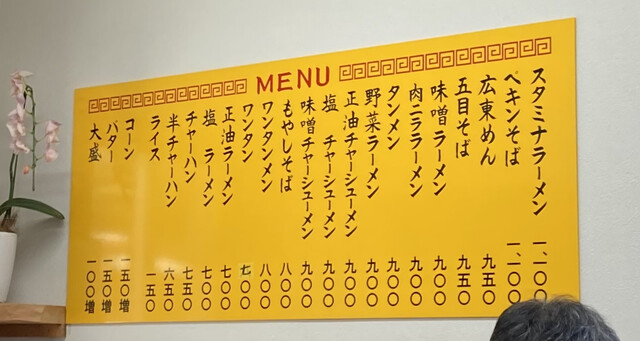 MENU
スタミナラーメン 一、一〇〇
ペキンそば 一、一〇〇
広東めん 九五〇
五目そば 九五〇
味噌ラーメン 九〇〇
肉ニララーメン 九〇〇
タンメン 九〇〇
野菜ラーメン 九〇〇
正油チャーシューメン 九〇〇
塩 チャーシューメン 九〇〇
味噌チャーシューメン 九〇〇
もやしそば 八〇〇
ワンタンメン 八〇〇
ワンタン 七〇〇
正油ラーメン 七〇〇
塩 ラーメン 七〇〇
チャーハン 七五〇
半チャーハン 六五〇
ライス 一五〇
コーン 一五〇増
バター 一五〇増
大盛 一〇〇増